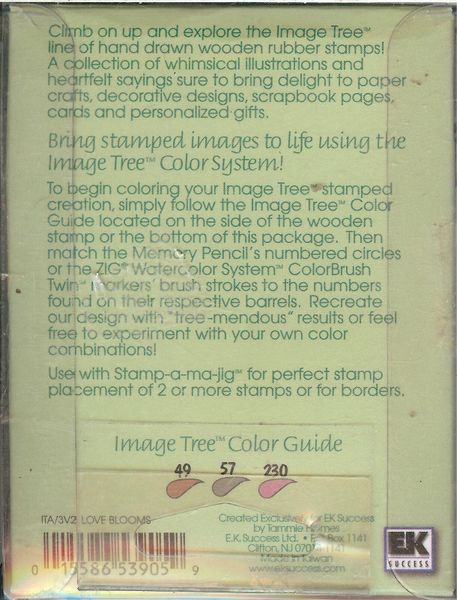 Climb on up and explore the Image Tree™
line of hand drawn wooden rubber stamps!
A collection of whimsical illustrations and
heartfelt sayings sure to bring delight to paper
crafts, decorative designs, scrapbook pages,
cards and personalized gifts.
Bring stamped images to life using the
Image Tree™ Color System!
To begin coloring your Image Tree™ stamped
creation, simply follow the Image Tree™ Color
Guide located on the side of the wooden
stamp or the bottom of this package. Then
match the Memory Pencil's numbered circles
or the ZIG® Watercolor System™ ColorBrush
Twin™ Markers' brush strokes to the numbers
found on their respective barrels. Recreate
our design with "tree-mendous" results or feel
free to experiment with your own color
combinations!
Use with Stamp-a-ma-jig™ for perfect stamp
placement of 2 or more stamps or for borders.
Image Tree™ Color Guide
49 57 230
ITA/3V2 LOVE BLOOMS
0 15586 53905 9
Created Exclusively for EK Success
by Tammie Holmes
E.K. Success Ltd. • Box 1141
Clifton, NJ 1141
Made in Taiwan
www.eksuccess.com
EK
SUCCESS